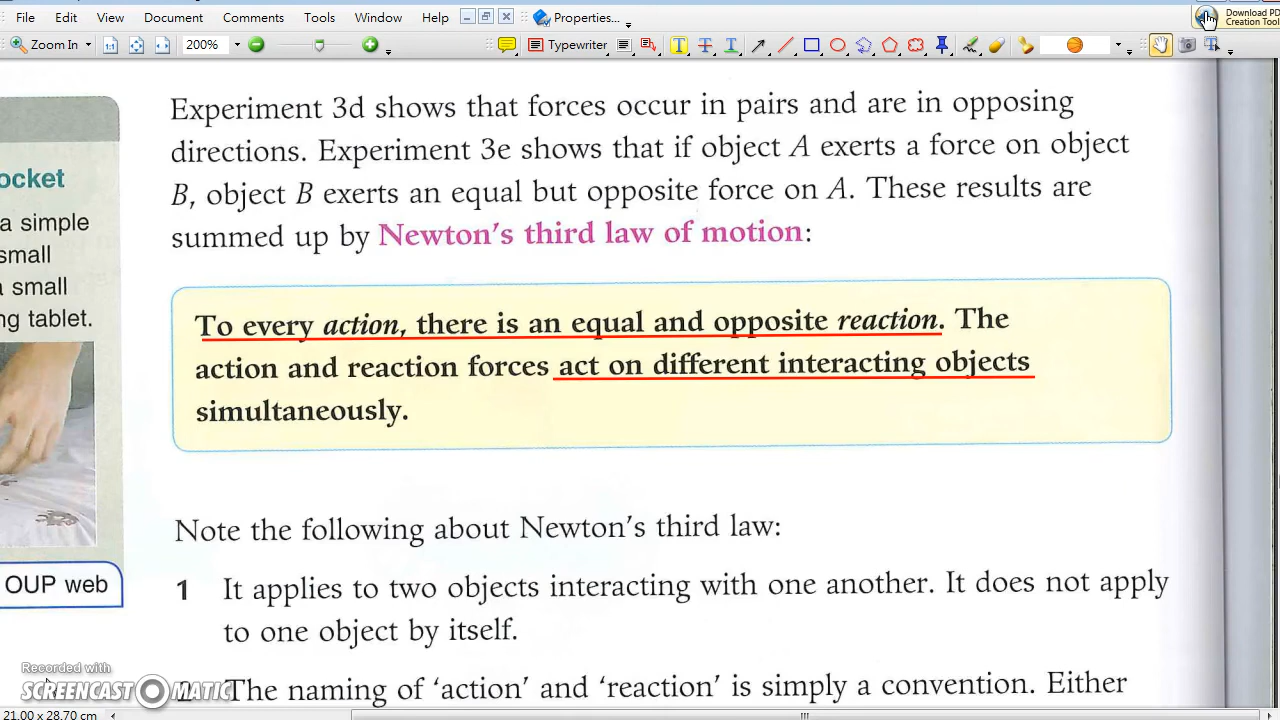 File Edit View Document Comments Tools Window Help Properties... Download PD
Creation Tool
Zoom In 200% Typewriter
Experiment 3d shows that forces occur in pairs and are in opposing
directions. Experiment 3e shows that if object A exerts a force on object
B, object B exerts an equal but opposite force on A. These results are
summed up by Newton's third law of motion:
ocket
a simple
small
a small
ng tablet.
To every action, there is an equal and opposite reaction. The
action and reaction forces act on different interacting objects
simultaneously.
OUP web
Note the following about Newton's third law:
1 It applies to two objects interacting with one another. It does not apply
to one object by itself.
2 The naming of 'action' and 'reaction' is simply a convention. Either
Recorded with
SCREENCAST MATIC
21.00 x 28.70 cm